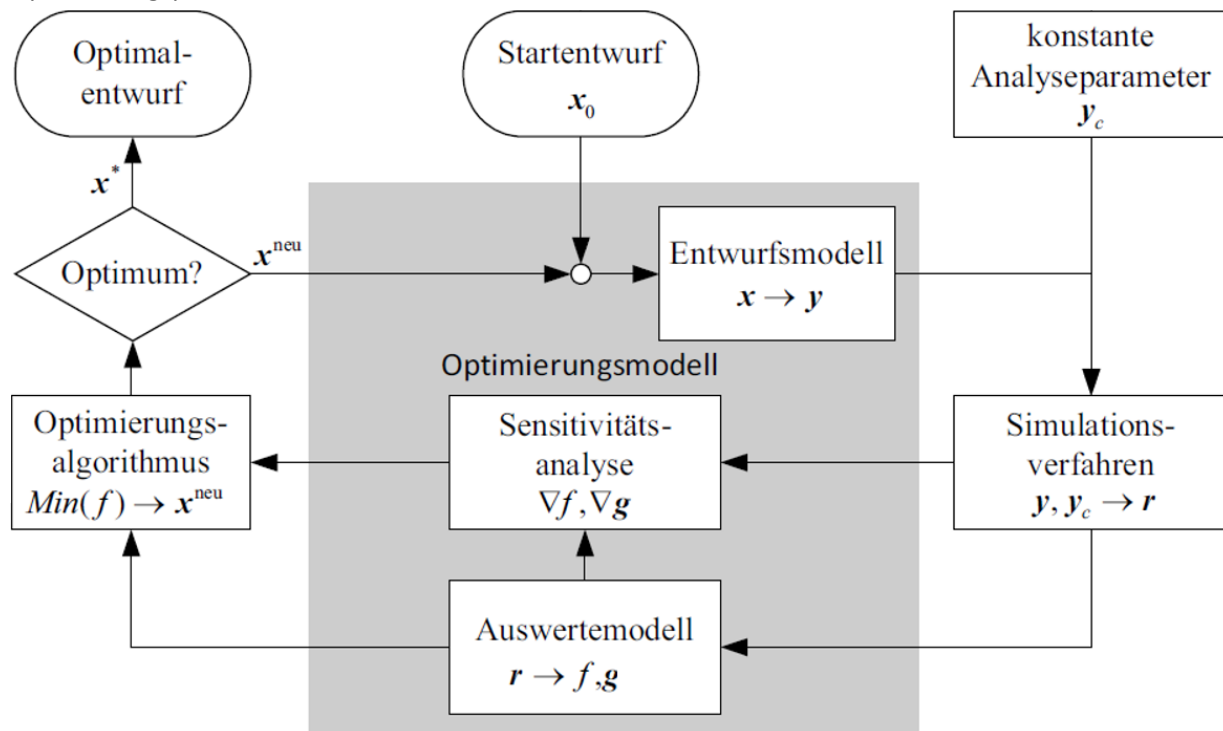 Optimal-
entwurf
Startentwurf
x₀
konstante
Analyseparameter
y_c
x*
Optimum?
x^neu
Entwurfsmodell
x → y
Optimierungsmodell
Optimierungs-
algorithmus
Min(f) → x^neu
Sensitivitäts-
analyse
∇f, ∇g
Simulations-
verfahren
y, y_c → r
Auswertemodell
r → f,g